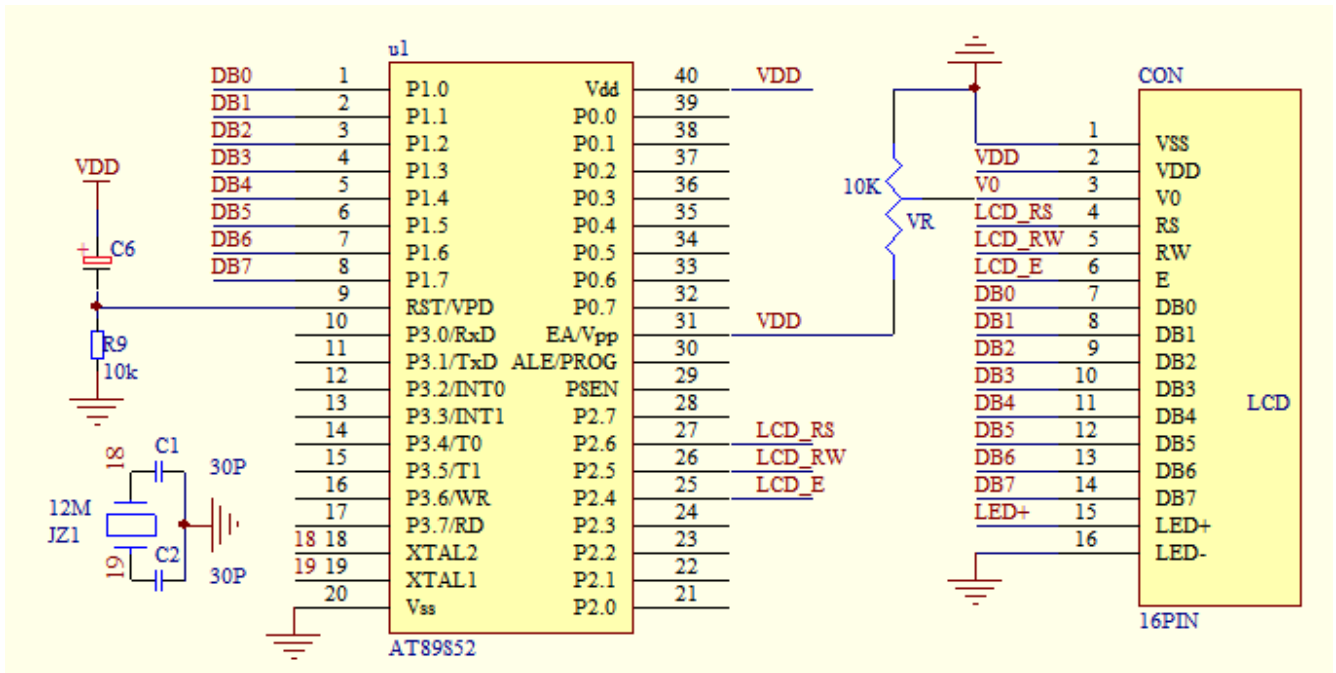 u1
DB0 1 P1.0 Vdd 40 VDD
DB1 2 P1.1 P0.0 39
DB2 3 P1.2 P0.1 38
DB3 4 P1.3 P0.2 37
DB4 5 P1.4 P0.3 36
DB5 6 P1.5 P0.4 35
DB6 7 P1.6 P0.5 34
DB7 8 P1.7 P0.6 33
9 RST/VPD P0.7 32
10 P3.0/RxD EA/Vpp 31 VDD
11 P3.1/TxD ALE/PROG 30
12 P3.2/INT0 PSEN 29
13 P3.3/INT1 P2.7 28
14 P3.4/T0 P2.6 27 LCD_RS
15 P3.5/T1 P2.5 26 LCD_RW
16 P3.6/WR P2.4 25 LCD_E
17 P3.7/RD P2.3 24
18 18 XTAL2 P2.2 23
19 19 XTAL1 P2.1 22
20 Vss P2.0 21
AT89852
VDD
+ C6
R9
10k
18 C1 30P
12M
JZ1
19 C2 30P
10K
VR
CON
1 VSS
VDD 2 VDD
V0 3 V0
LCD_RS 4 RS
LCD_RW 5 RW
LCD_E 6 E
DB0 7 DB0
DB1 8 DB1
DB2 9 DB2
DB3 10 DB3
DB4 11 DB4
DB5 12 DB5
DB6 13 DB6
DB7 14 DB7
LED+ 15 LED+
16 LED-
LCD
16PIN